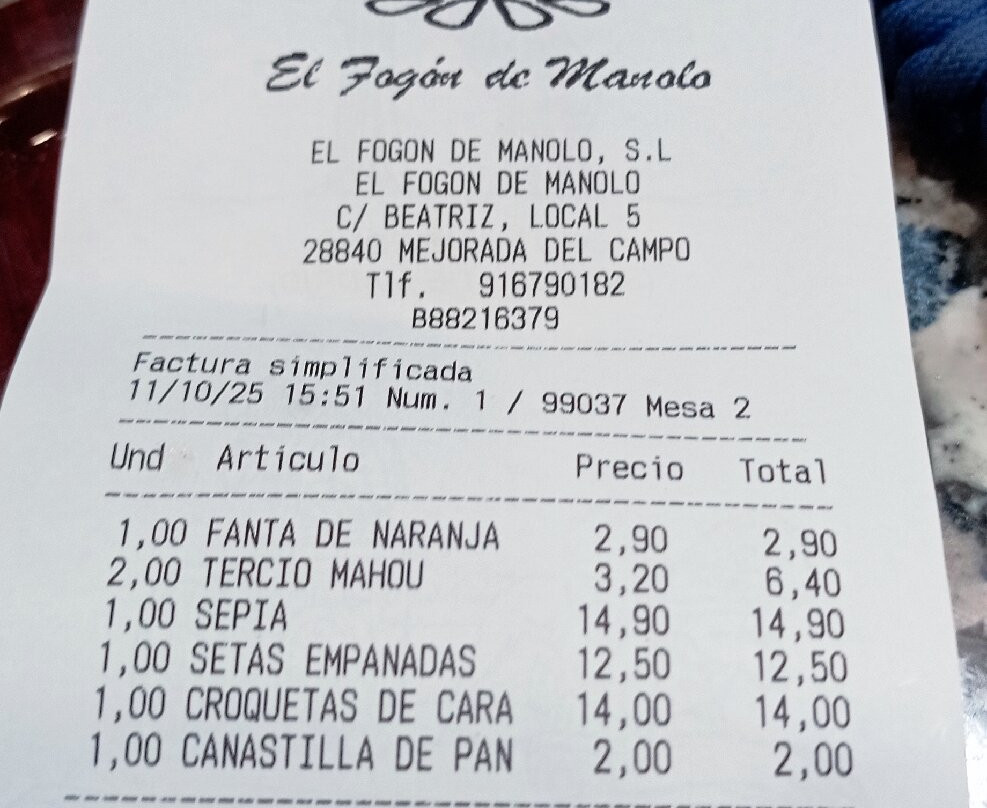 El Fogón de Manolo
EL FOGON DE MANOLO, S.L
EL FOGON DE MANOLO
C/ BEATRIZ, LOCAL 5
28840 MEJORADA DEL CAMPO
Tlf. 916790182
B88216379
Factura simplificada
11/10/25 15:51 Num. 1 / 99037 Mesa 2
Und Artículo Precio Total
1,00 FANTA DE NARANJA 2,90 2,90
2,00 TERCIO MAHOU 3,20 6,40
1,00 SEPIA 14,90 14,90
1,00 SETAS EMPANADAS 12,50 12,50
1,00 CROQUETAS DE CARA 14,00 14,00
1,00 CANASTILLA DE PAN 2,00 2,00